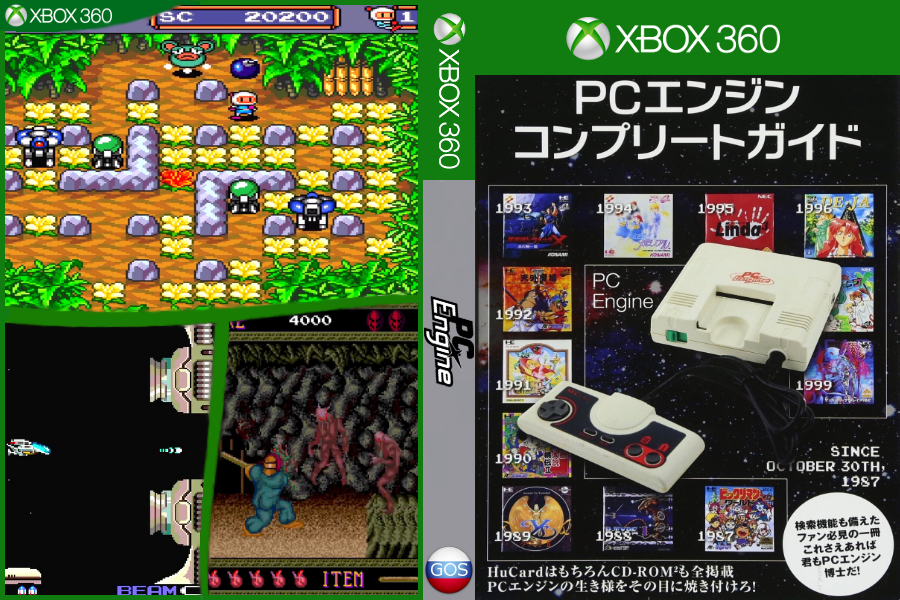 XBOX 360
SC 20200
1
4000
ITEM
BEAM
XBOX 360
PC Engine
GOS
XBOX 360
PCエンジン
コンプリートガイド
1993
1994
1995
1996
KONAMI
KONAMI
NEC
Linda³
PC
Engine
1992
1991
1999
1990
SINCE
OCTOBER 30TH,
1987
1989
1988
1987
検索機能も備えた
ファン必見の一冊
これさえあれば
君もPCエンジン
博士だ!
HuCardはもちろんCD-ROM²も全掲載
PCエンジンの生き様をその目に焼き付けろ!